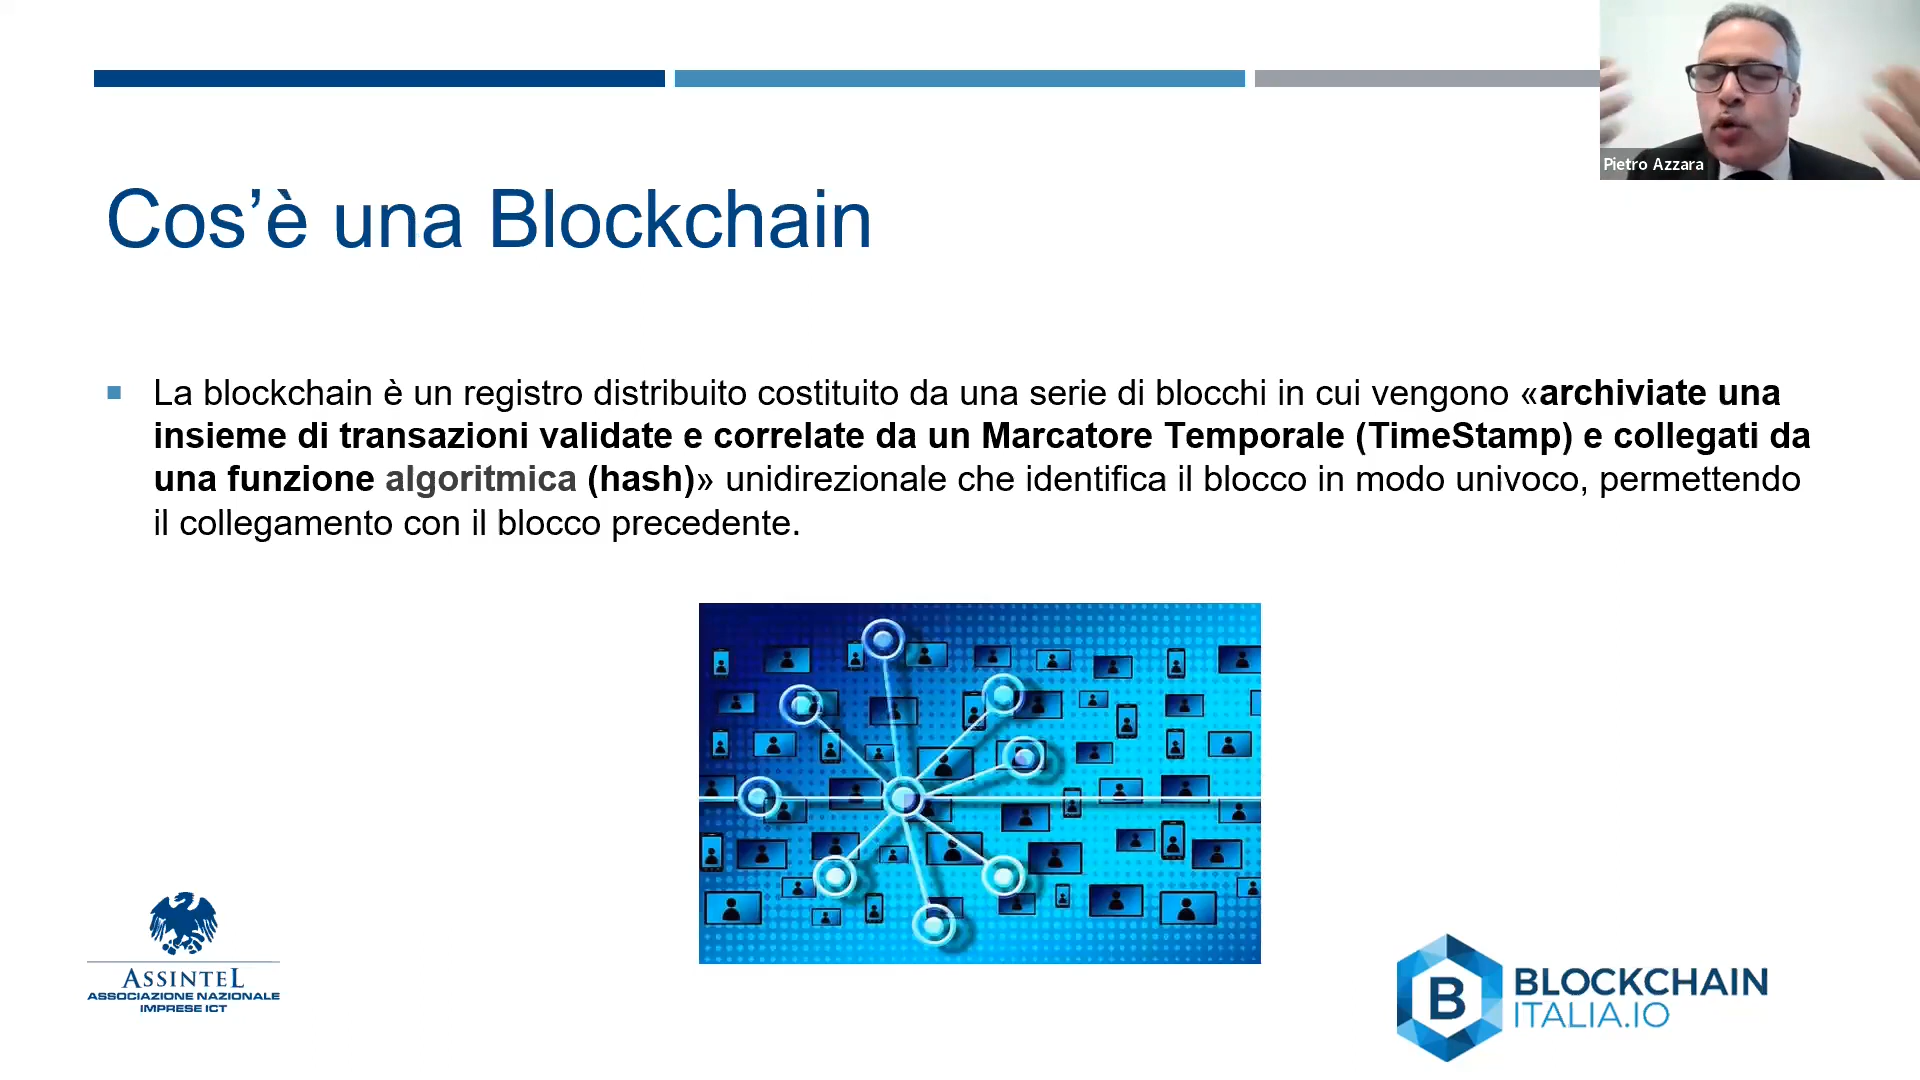 Pietro Azzara
Cos’è una Blockchain
La blockchain è un registro distribuito costituito da una serie di blocchi in cui vengono «archiviate una
insieme di transazioni validate e correlate da un Marcatore Temporale (TimeStamp) e collegati da
una funzione algoritmica (hash)» unidirezionale che identifica il blocco in modo univoco, permettendo
il collegamento con il blocco precedente.
ASSINTEL
ASSOCIAZIONE NAZIONALE
IMPRESE ICT
B
BLOCKCHAIN
ITALIA.IO